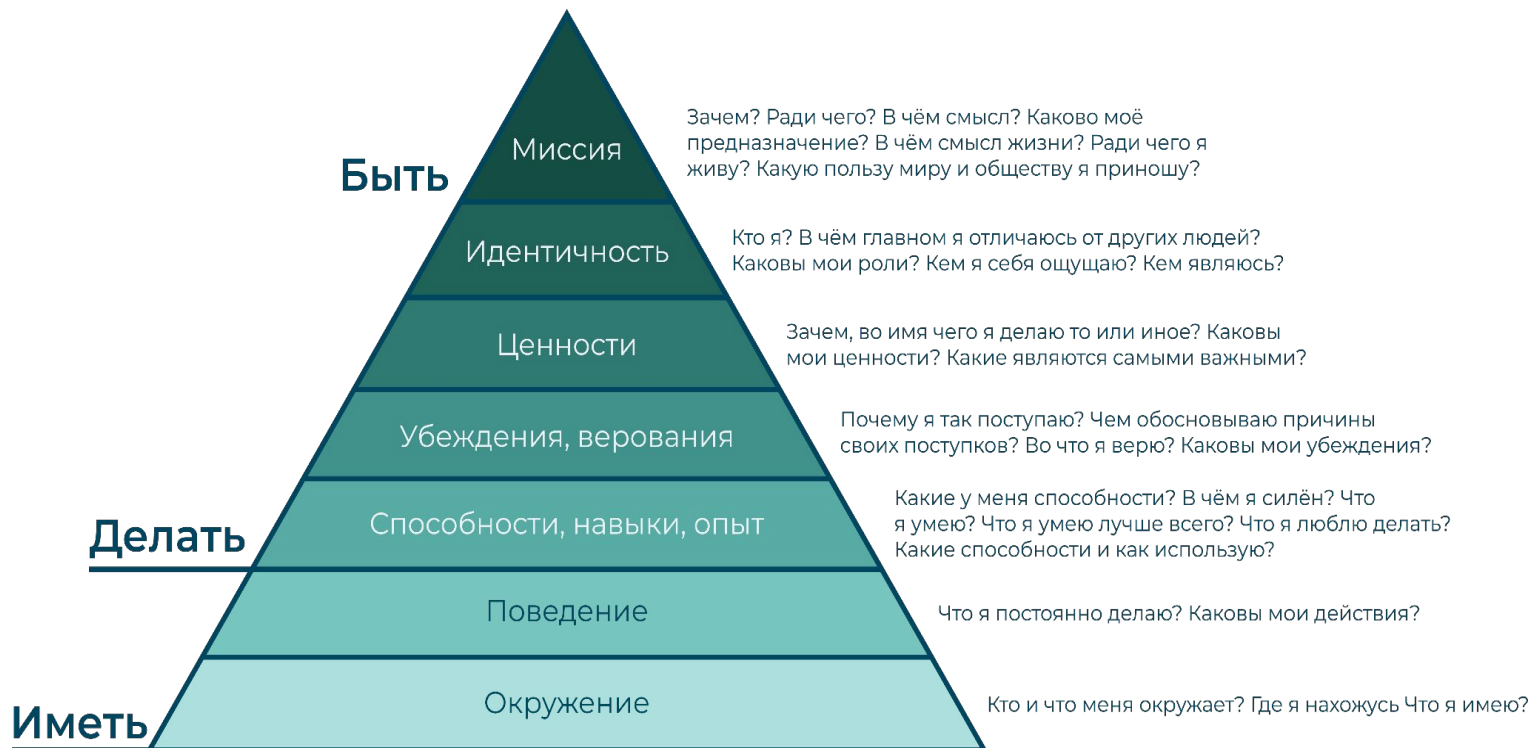 Зачем? Ради чего? В чём смысл? Каково моё
предназначение? В чём смысл жизни? Ради чего я
живу? Какую пользу миру и обществу я приношу?
Миссия
Быть
Идентичность
Кто я? В чём главном я отличаюсь от других людей?
Каковы мои роли? Кем я себя ощущаю? Кем являюсь?
Ценности
Зачем, во имя чего я делаю то или иное? Каковы
мои ценности? Какие являются самыми важными?
Убеждения, верования
Почему я так поступаю? Чем обосновываю причины
своих поступков? Во что я верю? Каковы мои убеждения?
Делать
Способности, навыки, опыт
Какие у меня способности? В чём я силён? Что
я умею? Что я умею лучше всего? Что я люблю делать?
Какие способности и как использую?
Поведение
Что я постоянно делаю? Каковы мои действия?
Иметь
Окружение
Кто и что меня окружает? Где я нахожусь Что я имею?